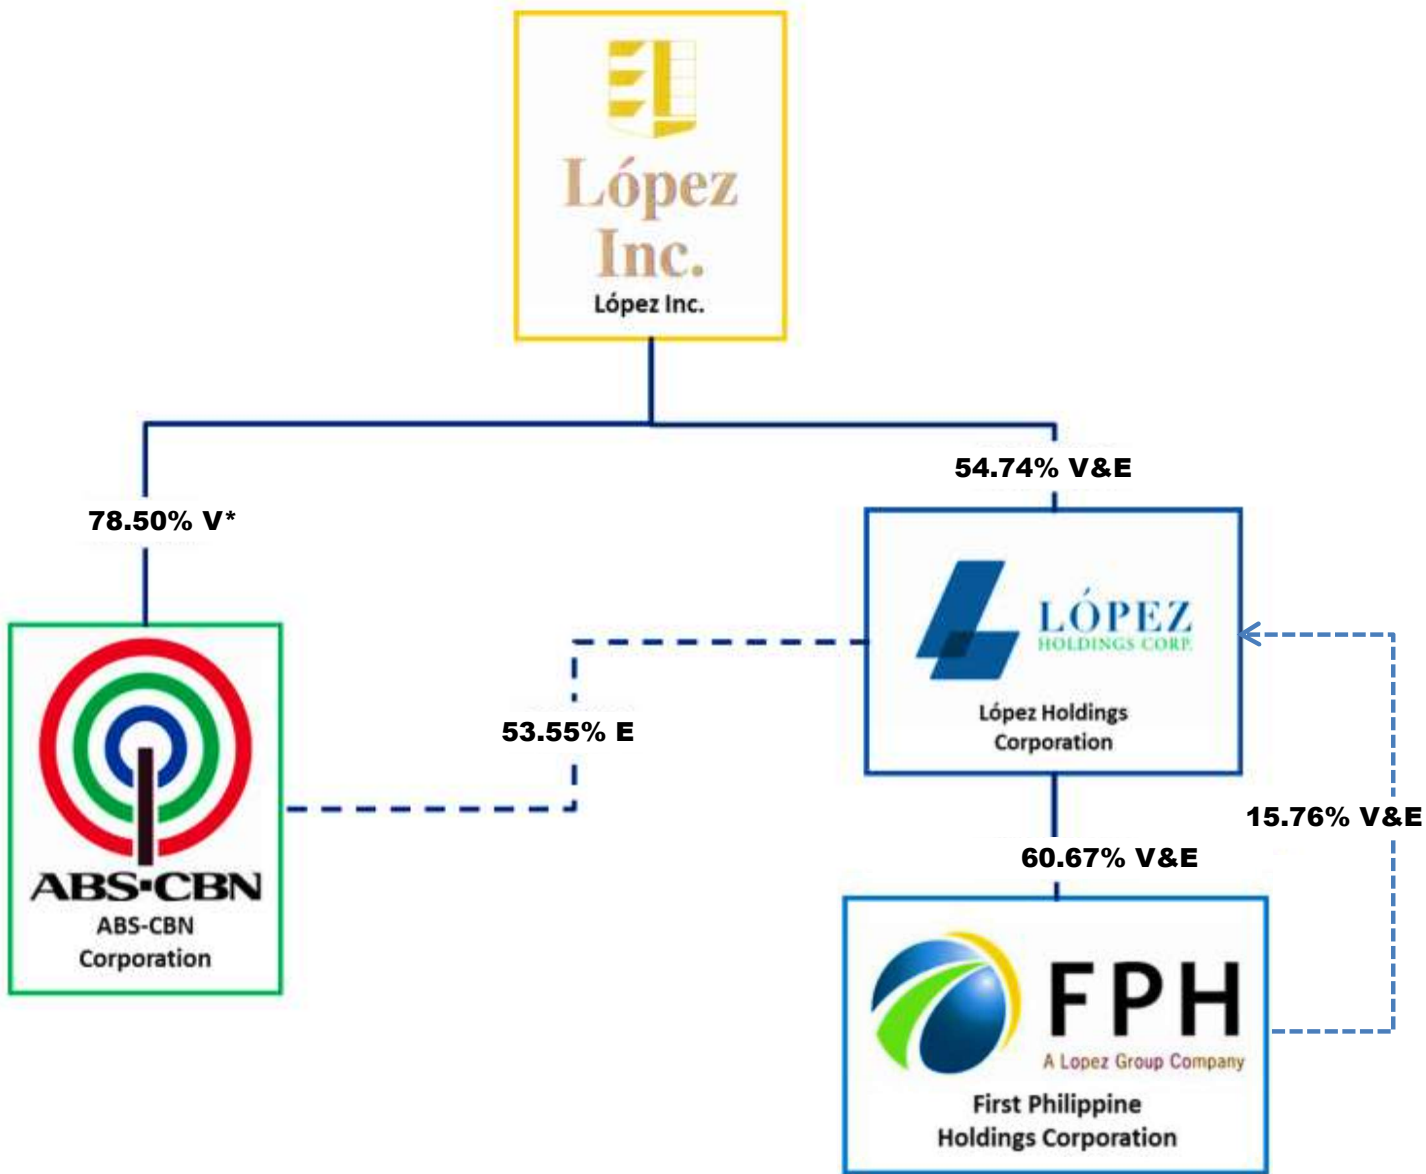 López
Inc.
López Inc.
54.74% V&E
78.50% V*
LÓPEZ
HOLDINGS CORP.
López Holdings
Corporation
53.55% E
15.76% V&E
60.67% V&E
ABS-CBN
ABS-CBN
Corporation
FPH
A Lopez Group Company
First Philippine
Holdings Corporation